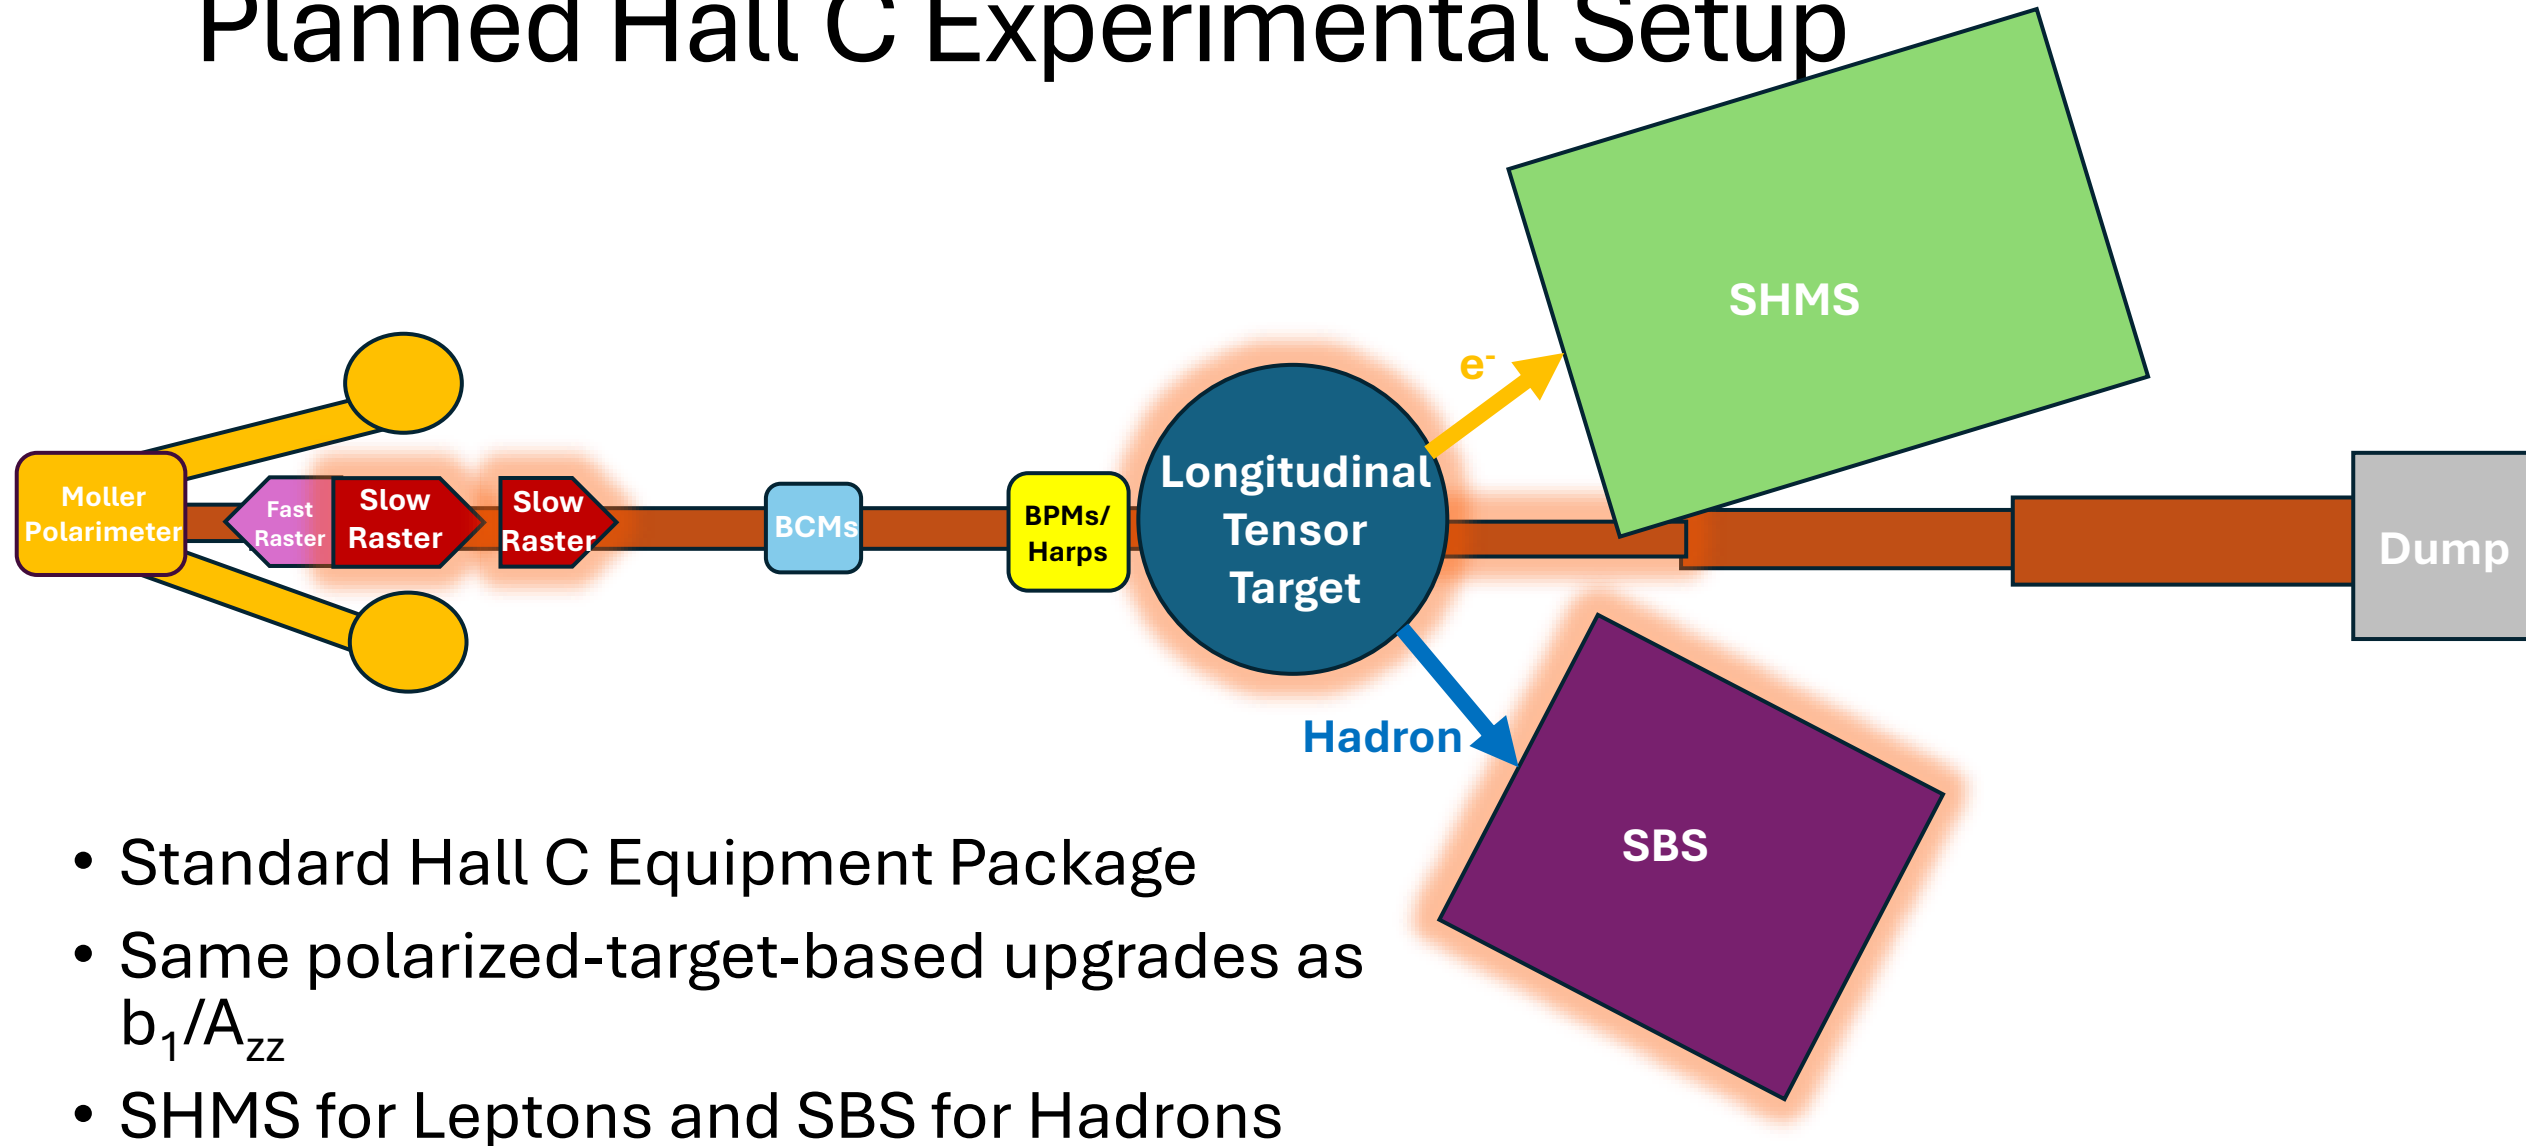 Planned Hall C Experimental Setup
SHMS
e⁻
Moller
Polarimeter
Fast
Raster
Slow
Raster
Slow
Raster
BCMs
BPMs/
Harps
Longitudinal
Tensor
Target
Dump
Hadron
SBS
• Standard Hall C Equipment Package
• Same polarized-target-based upgrades as
b₁/Azz
• SHMS for Leptons and SBS for Hadrons